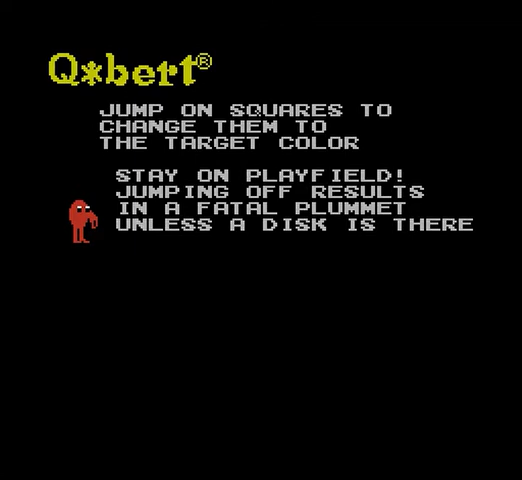 Q*bert®
JUMP ON SQUARES TO
CHANGE THEM TO
THE TARGET COLOR
STAY ON PLAYFIELD!
JUMPING OFF RESULTS
IN A FATAL PLUMMET
UNLESS A DISK IS THERE